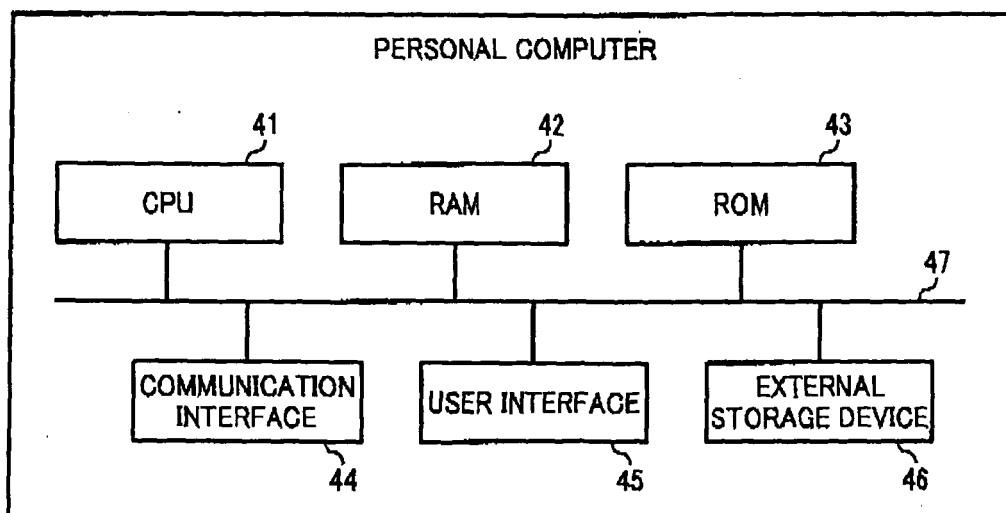 PERSONAL COMPUTER
41
42
43
CPU
RAM
ROM
47
COMMUNICATION
INTERFACE
USER INTERFACE
EXTERNAL
STORAGE DEVICE
44
45
46